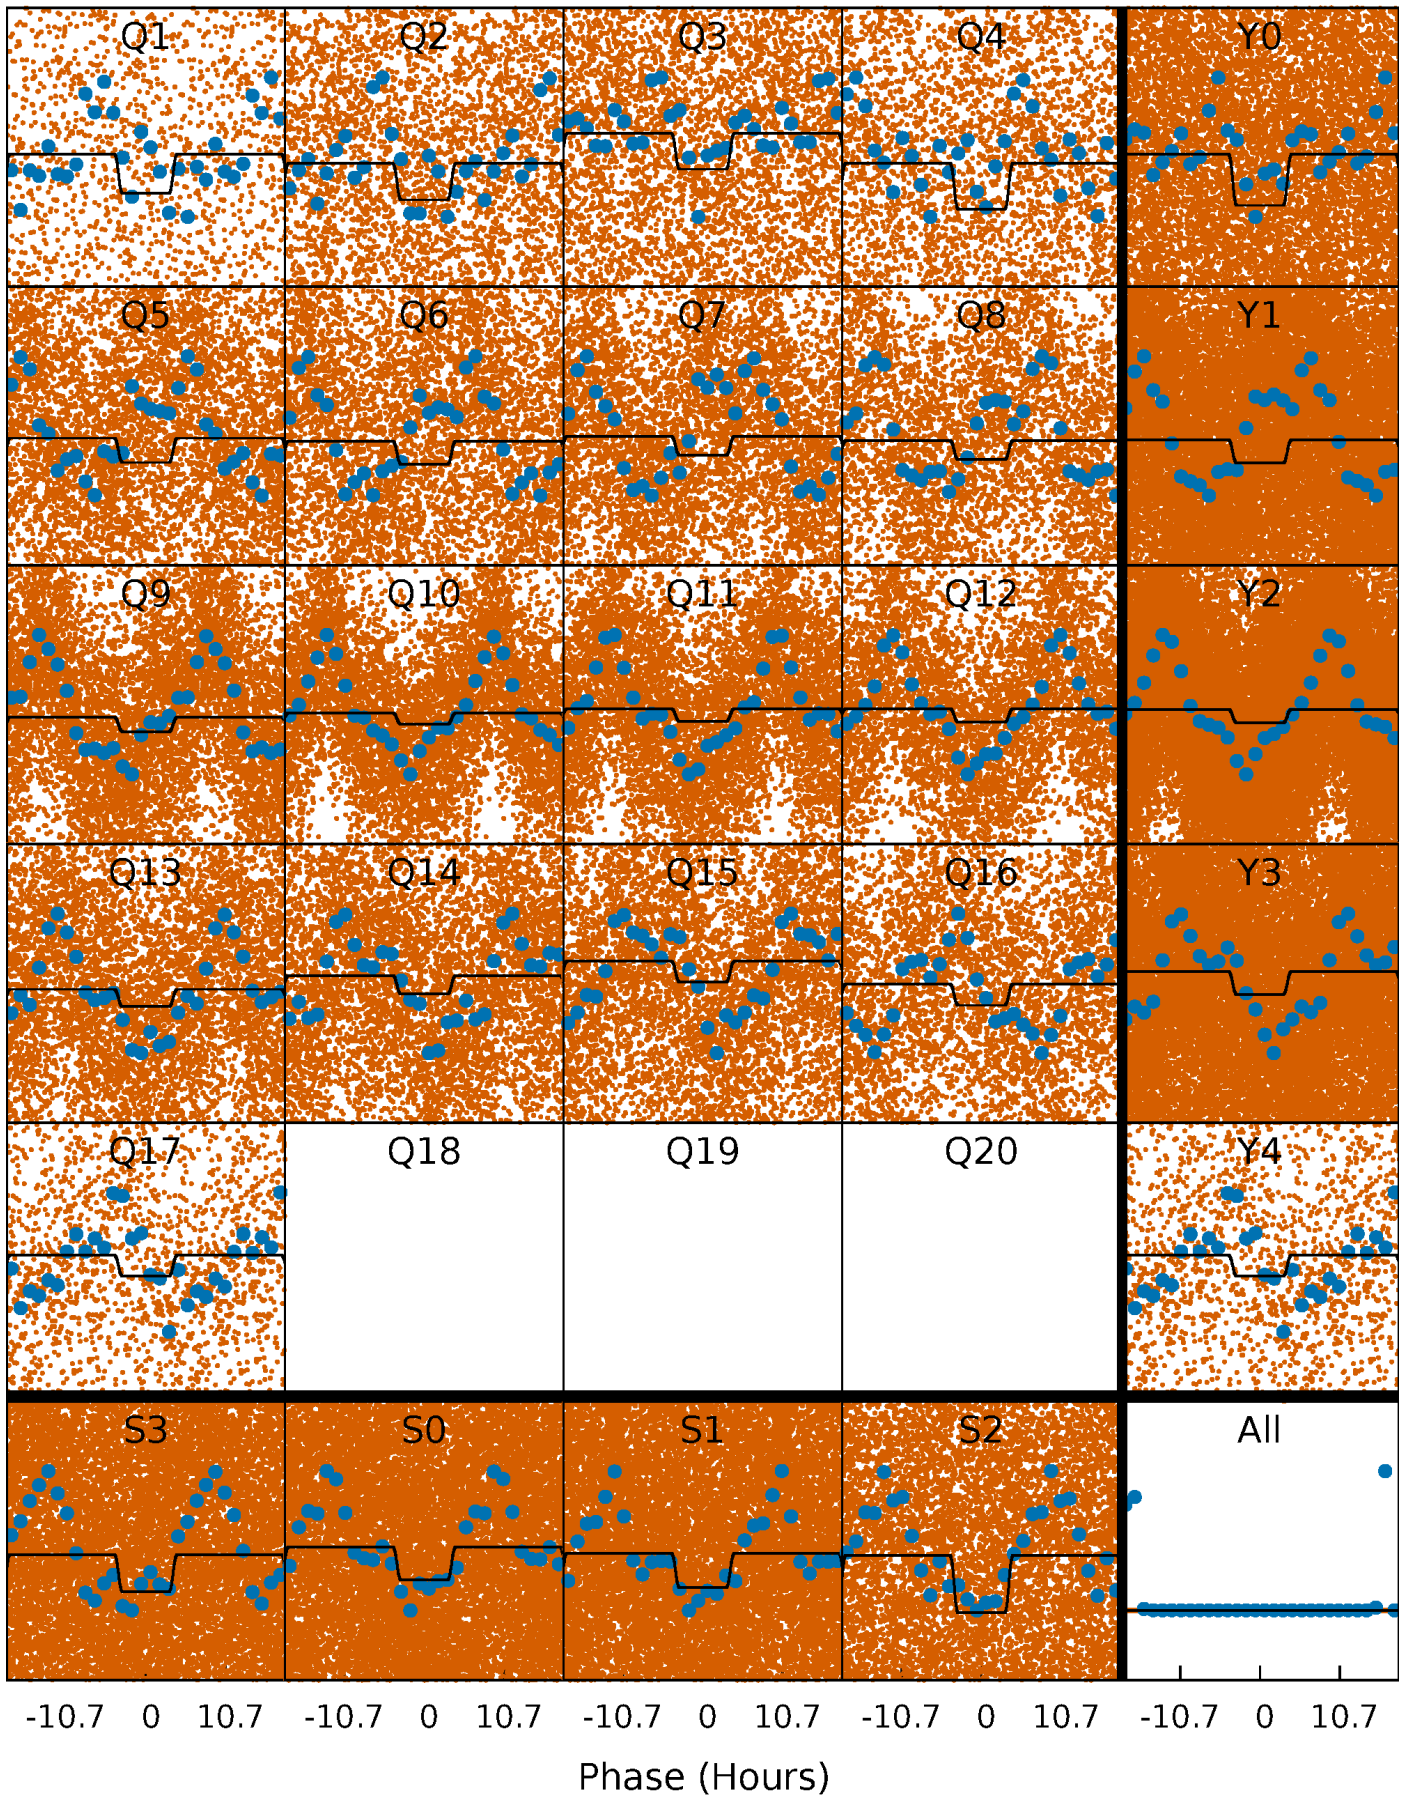 Q1 Q2 Q3 Q4 Y0
Q5 Q6 Q7 Q8 Y1
Q9 Q10 Q11 Q12 Y2
Q13 Q14 Q15 Q16 Y3
Q17 Q18 Q19 Q20 Y4
S3 S0 S1 S2 All
-10.7 0 10.7 -10.7 0 10.7 -10.7 0 10.7 -10.7 0 10.7 -10.7 0 10.7
Phase (Hours)